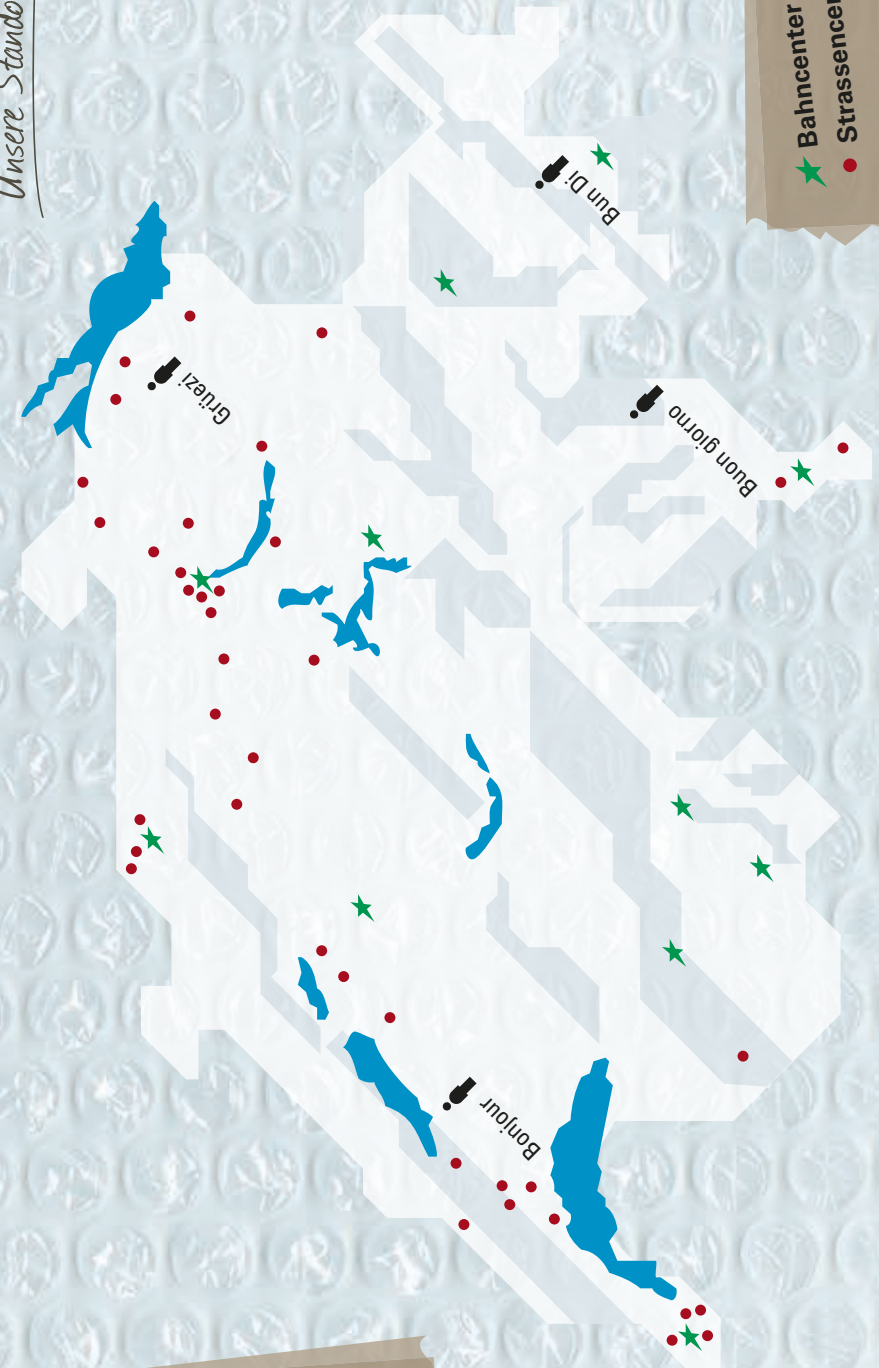 Unsere Stando
Bahncenter
Strassencen
Bun Di
Grüezi
Buon giorno
Bonjour